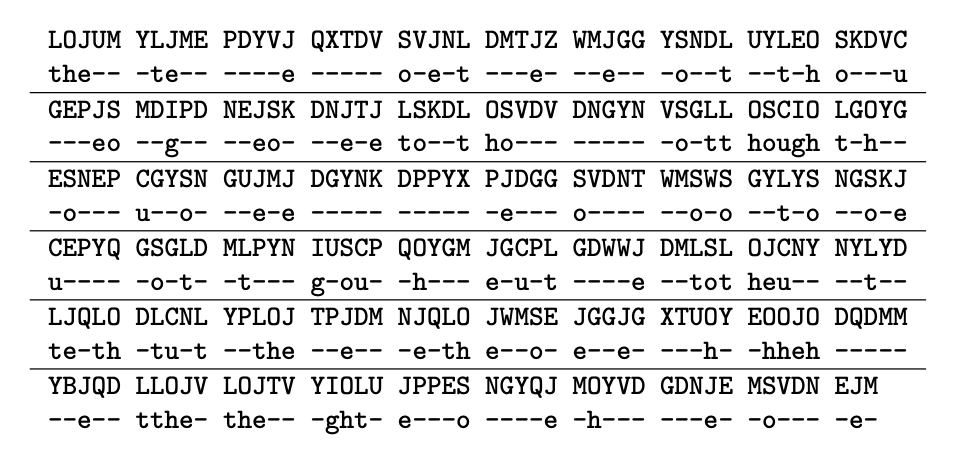 LOJUM YLJME PDYVJ QXTDV SVJNL DMTJZ WMJGG YSNDL UYLEO SKDVC
the-- -te-- ----e ----- o-e-t ---e- --e-- -o--t --t-h o---u
GEPJS MDIPD NEJSK DNJTJ LSKDL OSVDV DNGYN VSGLL OSCIO LGOYG
---eo --g-- --eo- --e-e to--t ho--- ----- -o-tt hough t-h--
ESNEP CGYSN GUJMJ DGYNK DPPYX PJDGG SVDNT WMSWS GYLYS NGSKJ
-o--- u--o- --e-e ----- ----- -e--- o---- --o-o --t-o --o-e
CEPYQ GSGLD MLPYN IUSCP QOYGM JGCPL GDWWJ DMLSL OJCNY NYLYD
u---- -o-t- -t--- g-ou- -h--- e-u-t ----e --tot heu-- --t--
LJQLO DLCNL YPLOJ TPJDM NJQLO JWMSE JGGJG XTUOY EOOJO DQDMM
te-th -tu-t --the --e-- -e-th e--o- e--e- ---h- -hheh -----
YBJQD LLOJV LOJTV YIOLU JPPES NGYQJ MOYVD GDNJE MSVDN EJM
--e-- tthe- the-- -ght- e---o ----e -h--- ---e- -o--- -e-